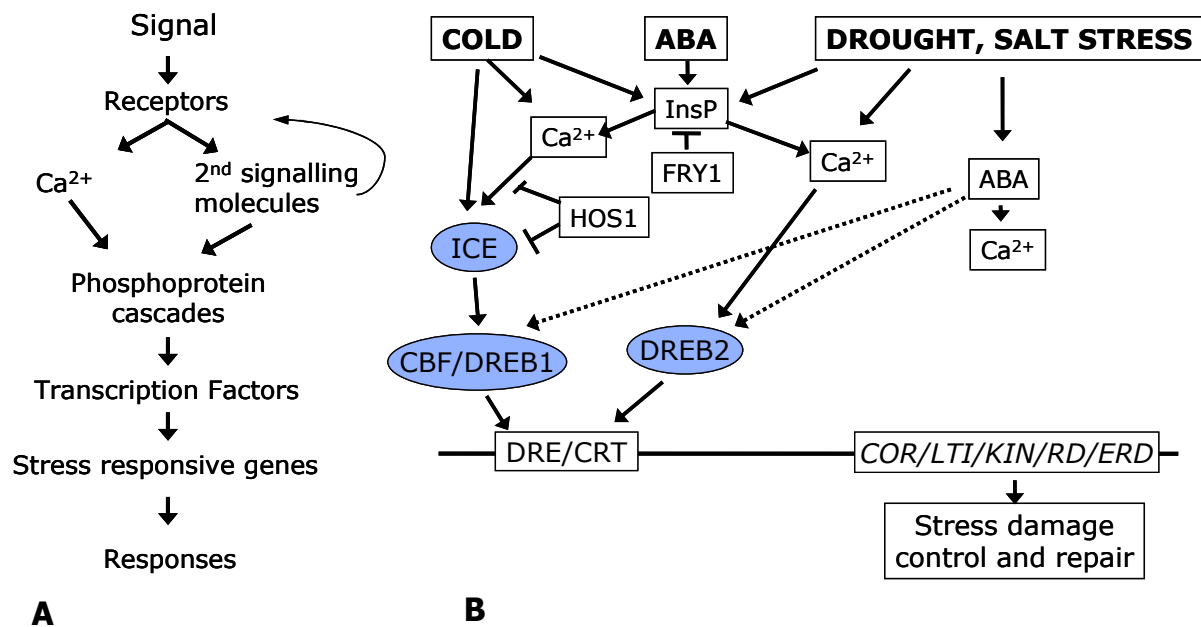 Signal
Receptors
Ca²⁺
2ⁿᵈ signalling
molecules
Phosphoprotein
cascades
Transcription Factors
Stress responsive genes
Responses
A
COLD
ABA
DROUGHT, SALT STRESS
InsP
Ca²⁺
FRY1
Ca²⁺
ABA
HOS1
Ca²⁺
ICE
CBF/DREB1
DREB2
DRE/CRT
COR/LTI/KIN/RD/ERD
Stress damage
control and repair
B